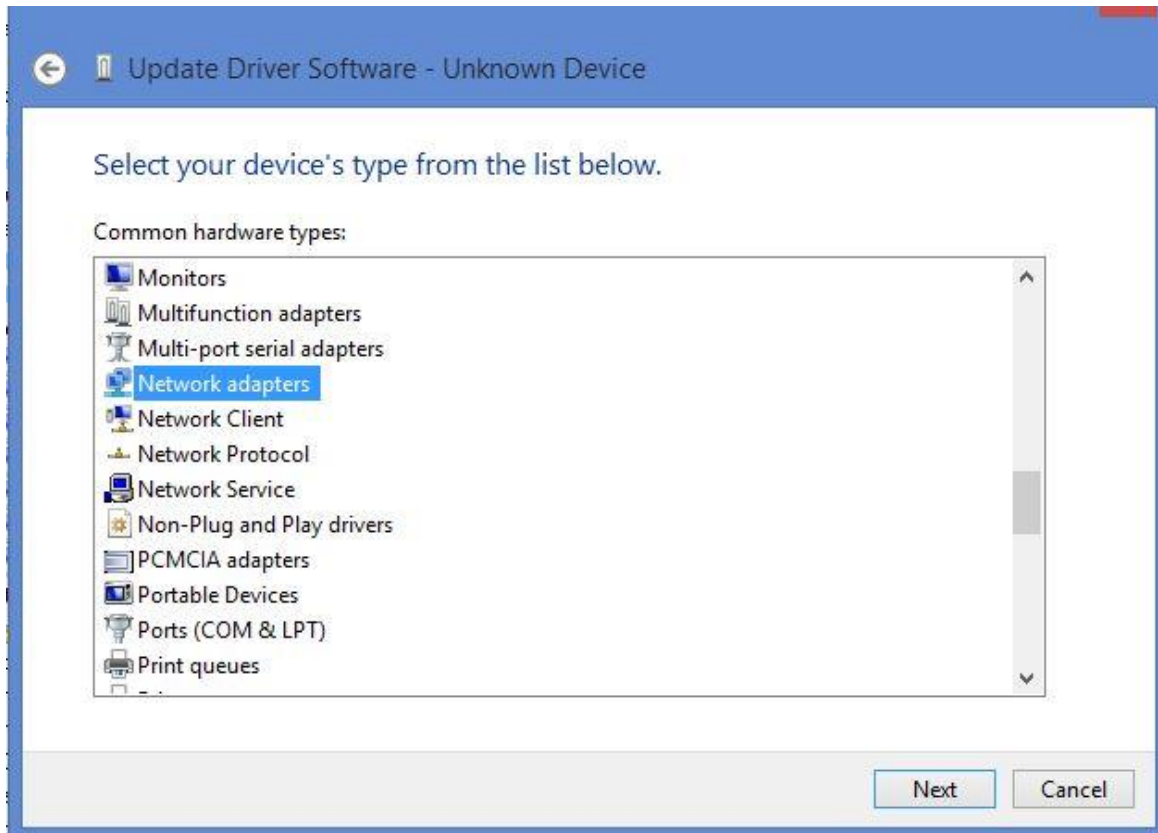 Update Driver Software - Unknown Device
Select your device's type from the list below.
Common hardware types:
Monitors
Multifunction adapters
Multi-port serial adapters
Network adapters
Network Client
Network Protocol
Network Service
Non-Plug and Play drivers
PCMCIA adapters
Portable Devices
Ports (COM & LPT)
Print queues
Next Cancel